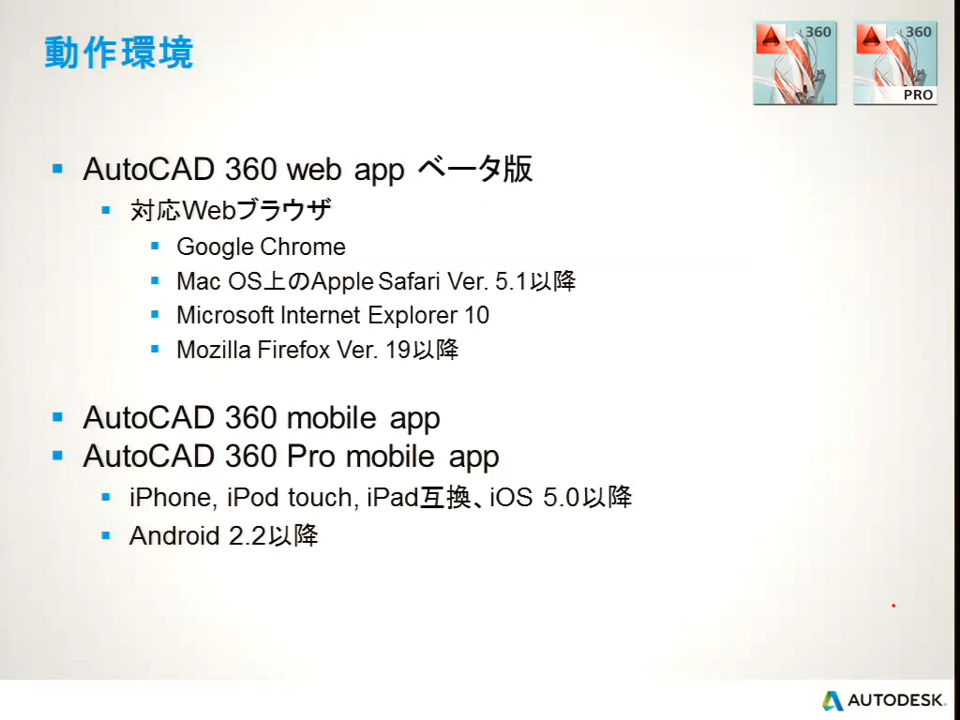 動作環境
360
360
PRO
AutoCAD 360 web app ベータ版
対応Webブラウザ
Google Chrome
Mac OS上のApple Safari Ver. 5.1以降
Microsoft Internet Explorer 10
Mozilla Firefox Ver. 19以降
AutoCAD 360 mobile app
AutoCAD 360 Pro mobile app
iPhone, iPod touch, iPad互換、iOS 5.0以降
Android 2.2以降
AUTODESK.